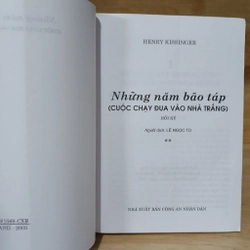 HENRY KISSINGER
Những năm bão táp
(CUỘC CHẠY ĐUA VÀO NHÀ TRẮNG)
HỒI KÝ
Người dịch: LÊ NGỌC TÚ
**
NHÀ XUẤT BẢN CÔNG AN NHÂN DÂN